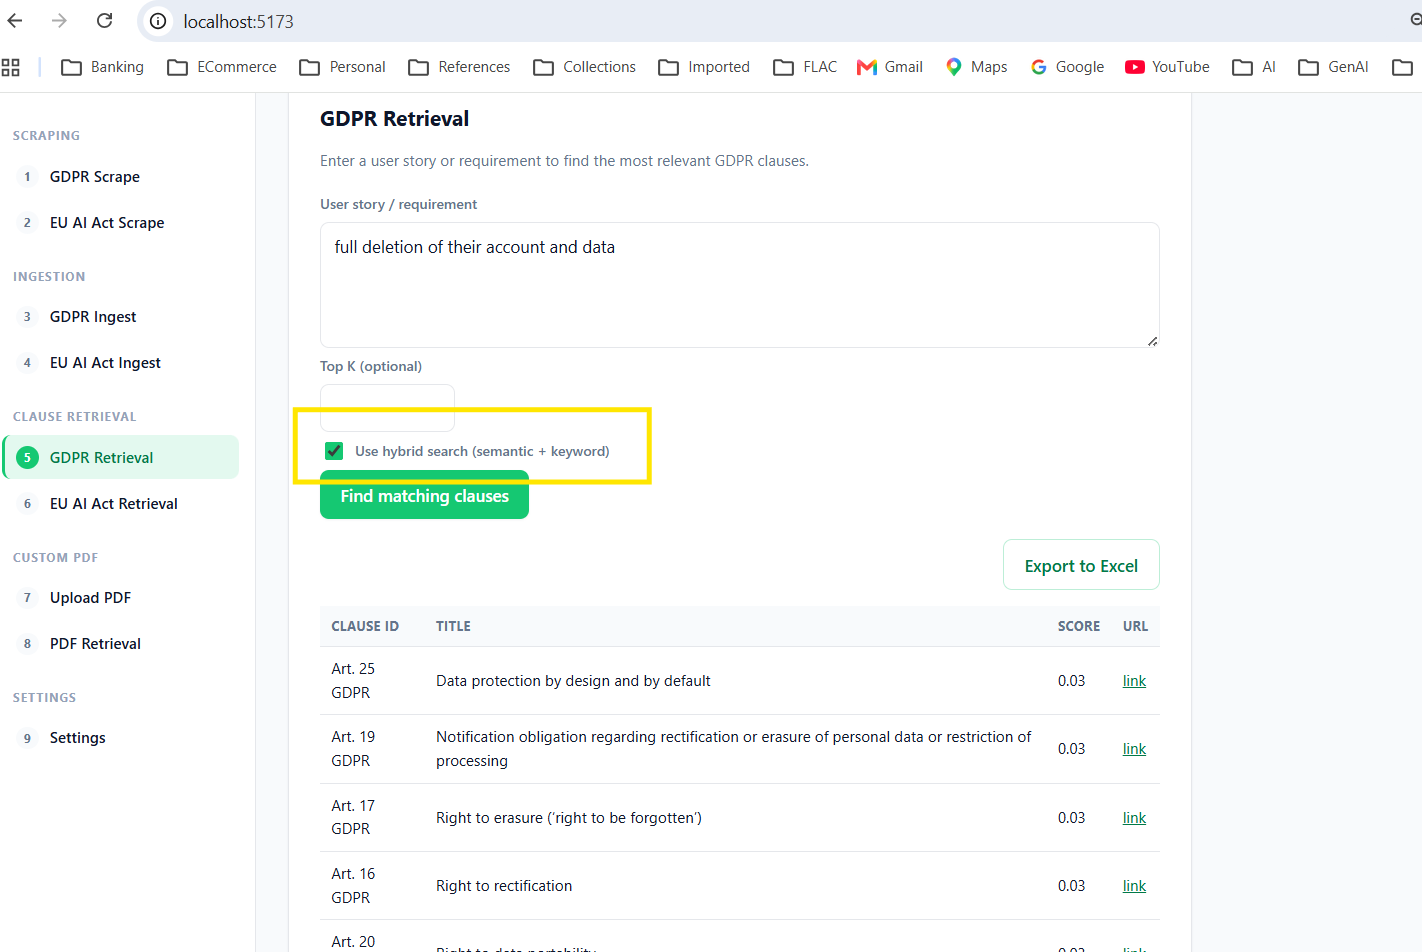 localhost:5173
Banking
ECommerce
Personal
References
Collections
Imported
FLAC
Gmail
Maps
Google
YouTube
AI
GenAI
SCRAPING
1 GDPR Scrape
2 EU AI Act Scrape
INGESTION
3 GDPR Ingest
4 EU AI Act Ingest
CLAUSE RETRIEVAL
5 GDPR Retrieval
6 EU AI Act Retrieval
CUSTOM PDF
7 Upload PDF
8 PDF Retrieval
SETTINGS
9 Settings
GDPR Retrieval
Enter a user story or requirement to find the most relevant GDPR clauses.
User story / requirement
full deletion of their account and data
Top K (optional)
Use hybrid search (semantic + keyword)
Find matching clauses
Export to Excel
CLAUSE ID TITLE SCORE URL
Art. 25
GDPR
Data protection by design and by default
0.03
link
Art. 19
GDPR
Notification obligation regarding rectification or erasure of personal data or restriction of
processing
0.03
link
Art. 17
GDPR
Right to erasure (‘right to be forgotten’)
0.03
link
Art. 16
GDPR
Right to rectification
0.03
link
Art. 20